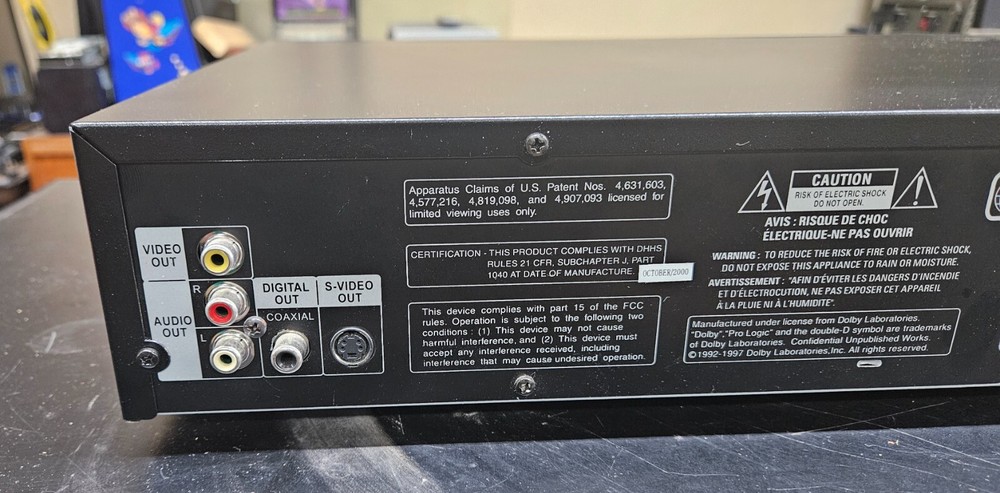 VIDEO
OUT
AUDIO
OUT
R
L
DIGITAL
OUT
COAXIAL
S-VIDEO
OUT
Apparatus Claims of U.S. Patent Nos. 4,631,603,
4,577,216, 4,819,098, and 4,907,093 licensed for
limited viewing uses only.
CERTIFICATION - THIS PRODUCT COMPLIES WITH DHHS
RULES 21 CFR, SUBCHAPTER J, PART
1040 AT DATE OF MANUFACTURE.
OCTOBER/2000
This device complies with part 15 of the FCC
rules. Operation is subject to the following two
conditions : (1) This device may not cause
harmful interference, and (2) This device must
accept any interference received, including
interference that may cause undesired operation.
CAUTION
RISK OF ELECTRIC SHOCK
DO NOT OPEN.
AVIS : RISQUE DE CHOC
ÉLECTRIQUE-NE PAS OUVRIR
WARNING : TO REDUCE THE RISK OF FIRE OR ELECTRIC SHOCK,
DO NOT EXPOSE THIS APPLIANCE TO RAIN OR MOISTURE.
AVERTISSEMENT : "AFIN D'ÉVITER LES DANGERS D'INCENDIE
ET D'ÉLECTROCUTION, NE PAS EXPOSER CET APPAREIL
À LA PLUIE NI À L'HUMIDITE".
Manufactured under license from Dolby Laboratories.
"Dolby","Pro Logic" and the double-D symbol are trademarks
of Dolby Laboratories. Confidential Unpublished Works.
©1992-1997 Dolby Laboratories,Inc. All rights reserved.